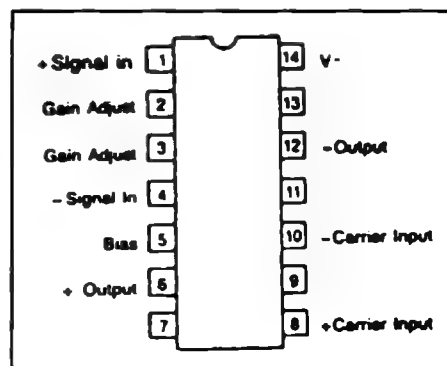 + Signal in 1
Gain Adjust 2
Gain Adjust 3
- Signal In 4
Bias 5
+ Output 6
7
14 V-
13
12 -Output
11
10 -Carrier Input
9
8 +Carrier Input